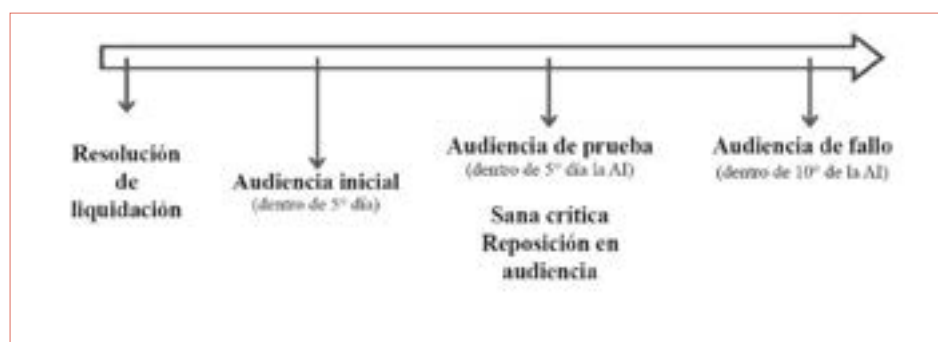 Resolución
de
liquidación
Audiencia inicial
(dentro de 5° día)
Audiencia de prueba
(dentro de 5° día la AI)
Sana crítica
Reposición en
audiencia
Audiencia de fallo
(dentro de 10° de la AI)